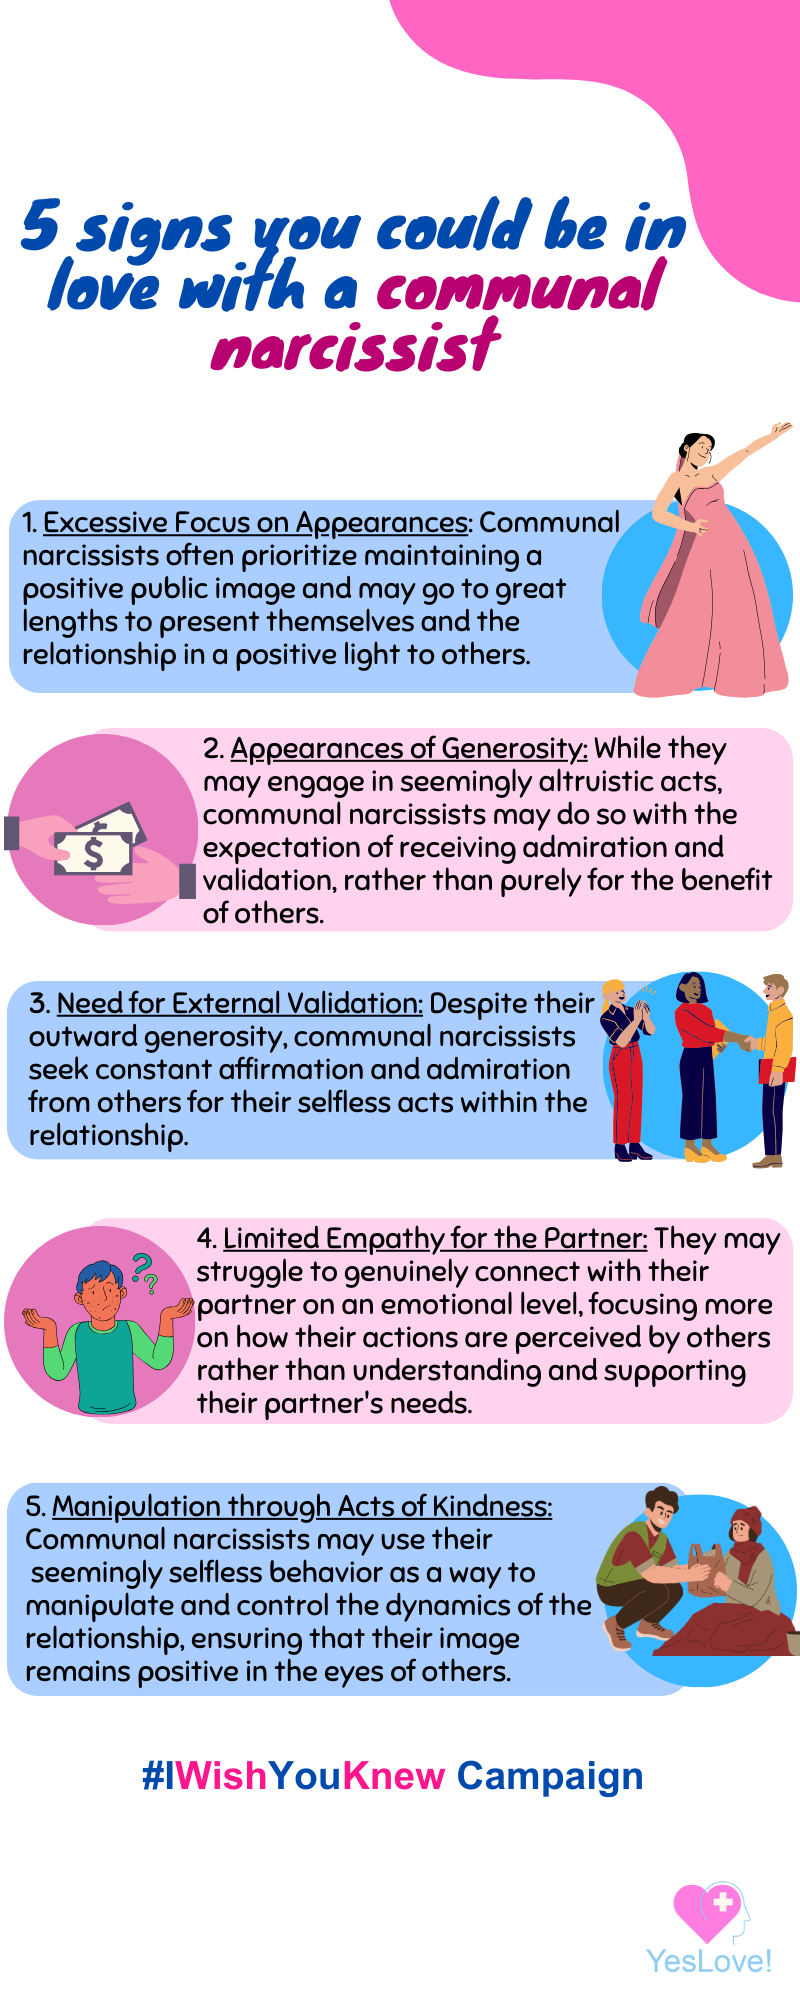 5 signs you could be in
love with a communal
narcissist
1. Excessive Focus on Appearances: Communal
narcissists often prioritize maintaining a
positive public image and may go to great
lengths to present themselves and the
relationship in a positive light to others.
2. Appearances of Generosity: While they
may engage in seemingly altruistic acts,
communal narcissists may do so with the
expectation of receiving admiration and
validation, rather than purely for the benefit
of others.
3. Need for External Validation: Despite their
outward generosity, communal narcissists
seek constant affirmation and admiration
from others for their selfless acts within the
relationship.
4. Limited Empathy for the Partner: They may
struggle to genuinely connect with their
partner on an emotional level, focusing more
on how their actions are perceived by others
rather than understanding and supporting
their partner's needs.
5. Manipulation through Acts of Kindness:
Communal narcissists may use their
seemingly selfless behavior as a way to
manipulate and control the dynamics of the
relationship, ensuring that their image
remains positive in the eyes of others.
#IWishYouKnew Campaign
YesLove!